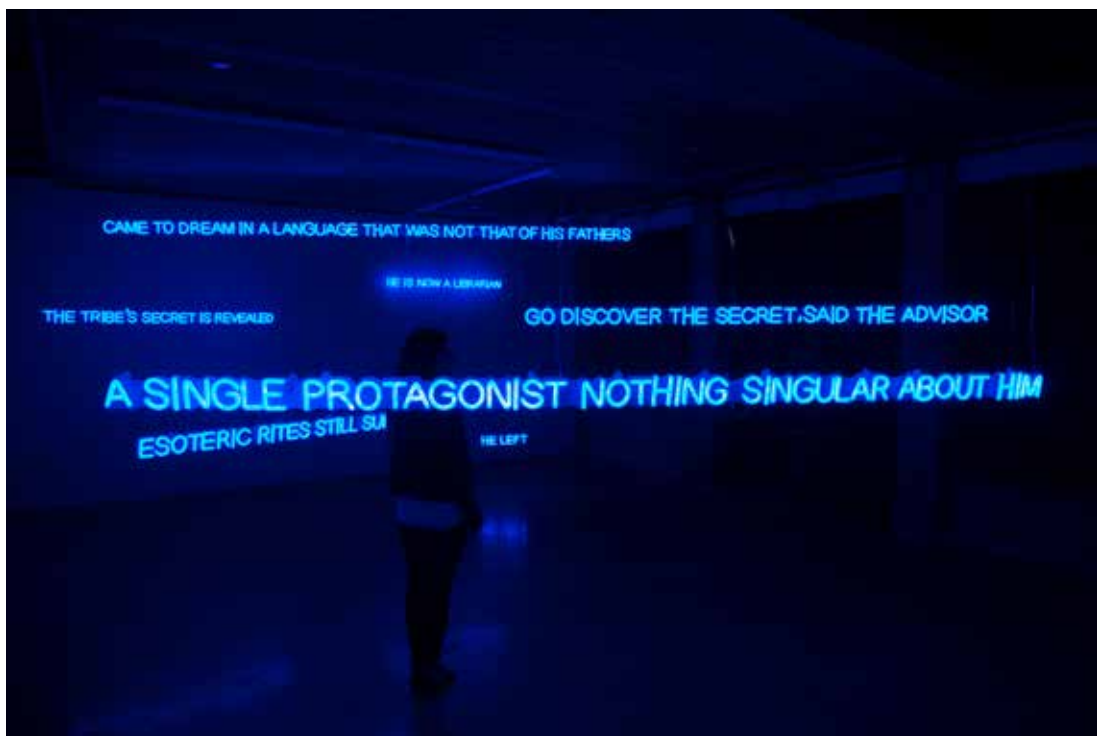 CAME TO DREAM IN A LANGUAGE THAT WAS NOT THAT OF HIS FATHERS
HE IS NOW A LIBRARIAN
THE TRIBE'S SECRET IS REVEALED
GO DISCOVER THE SECRET, SAID THE ADVISOR
A SINGLE PROTAGONIST NOTHING SINGULAR ABOUT HIM
ESOTERIC RITES STILL
HE LEFT